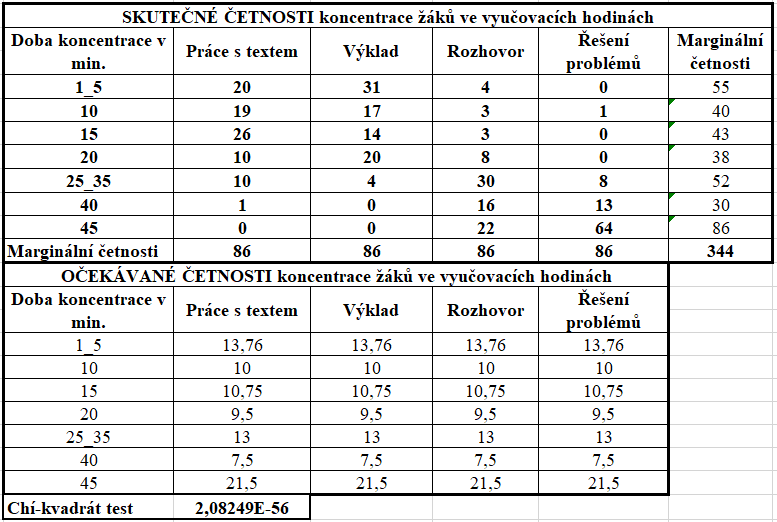 SKUTEČNÉ ČETNOSTI koncentrace žáků ve vyučovacích hodinách
Doba koncentrace v min. Práce s textem Výklad Rozhovor Řešení problémů Marginální četnosti
1_5 20 31 4 0 55
10 19 17 3 1 40
15 26 14 3 0 43
20 10 20 8 0 38
25_35 10 4 30 8 52
40 1 0 16 13 30
45 0 0 22 64 86
Marginální četnosti 86 86 86 86 344
OČEKÁVANÉ ČETNOSTI koncentrace žáků ve vyučovacích hodinách
Doba koncentrace v min. Práce s textem Výklad Rozhovor Řešení problémů
1_5 13,76 13,76 13,76 13,76
10 10 10 10 10
15 10,75 10,75 10,75 10,75
20 9,5 9,5 9,5 9,5
25_35 13 13 13 13
40 7,5 7,5 7,5 7,5
45 21,5 21,5 21,5 21,5
Chí-kvadrát test 2,08249E-56